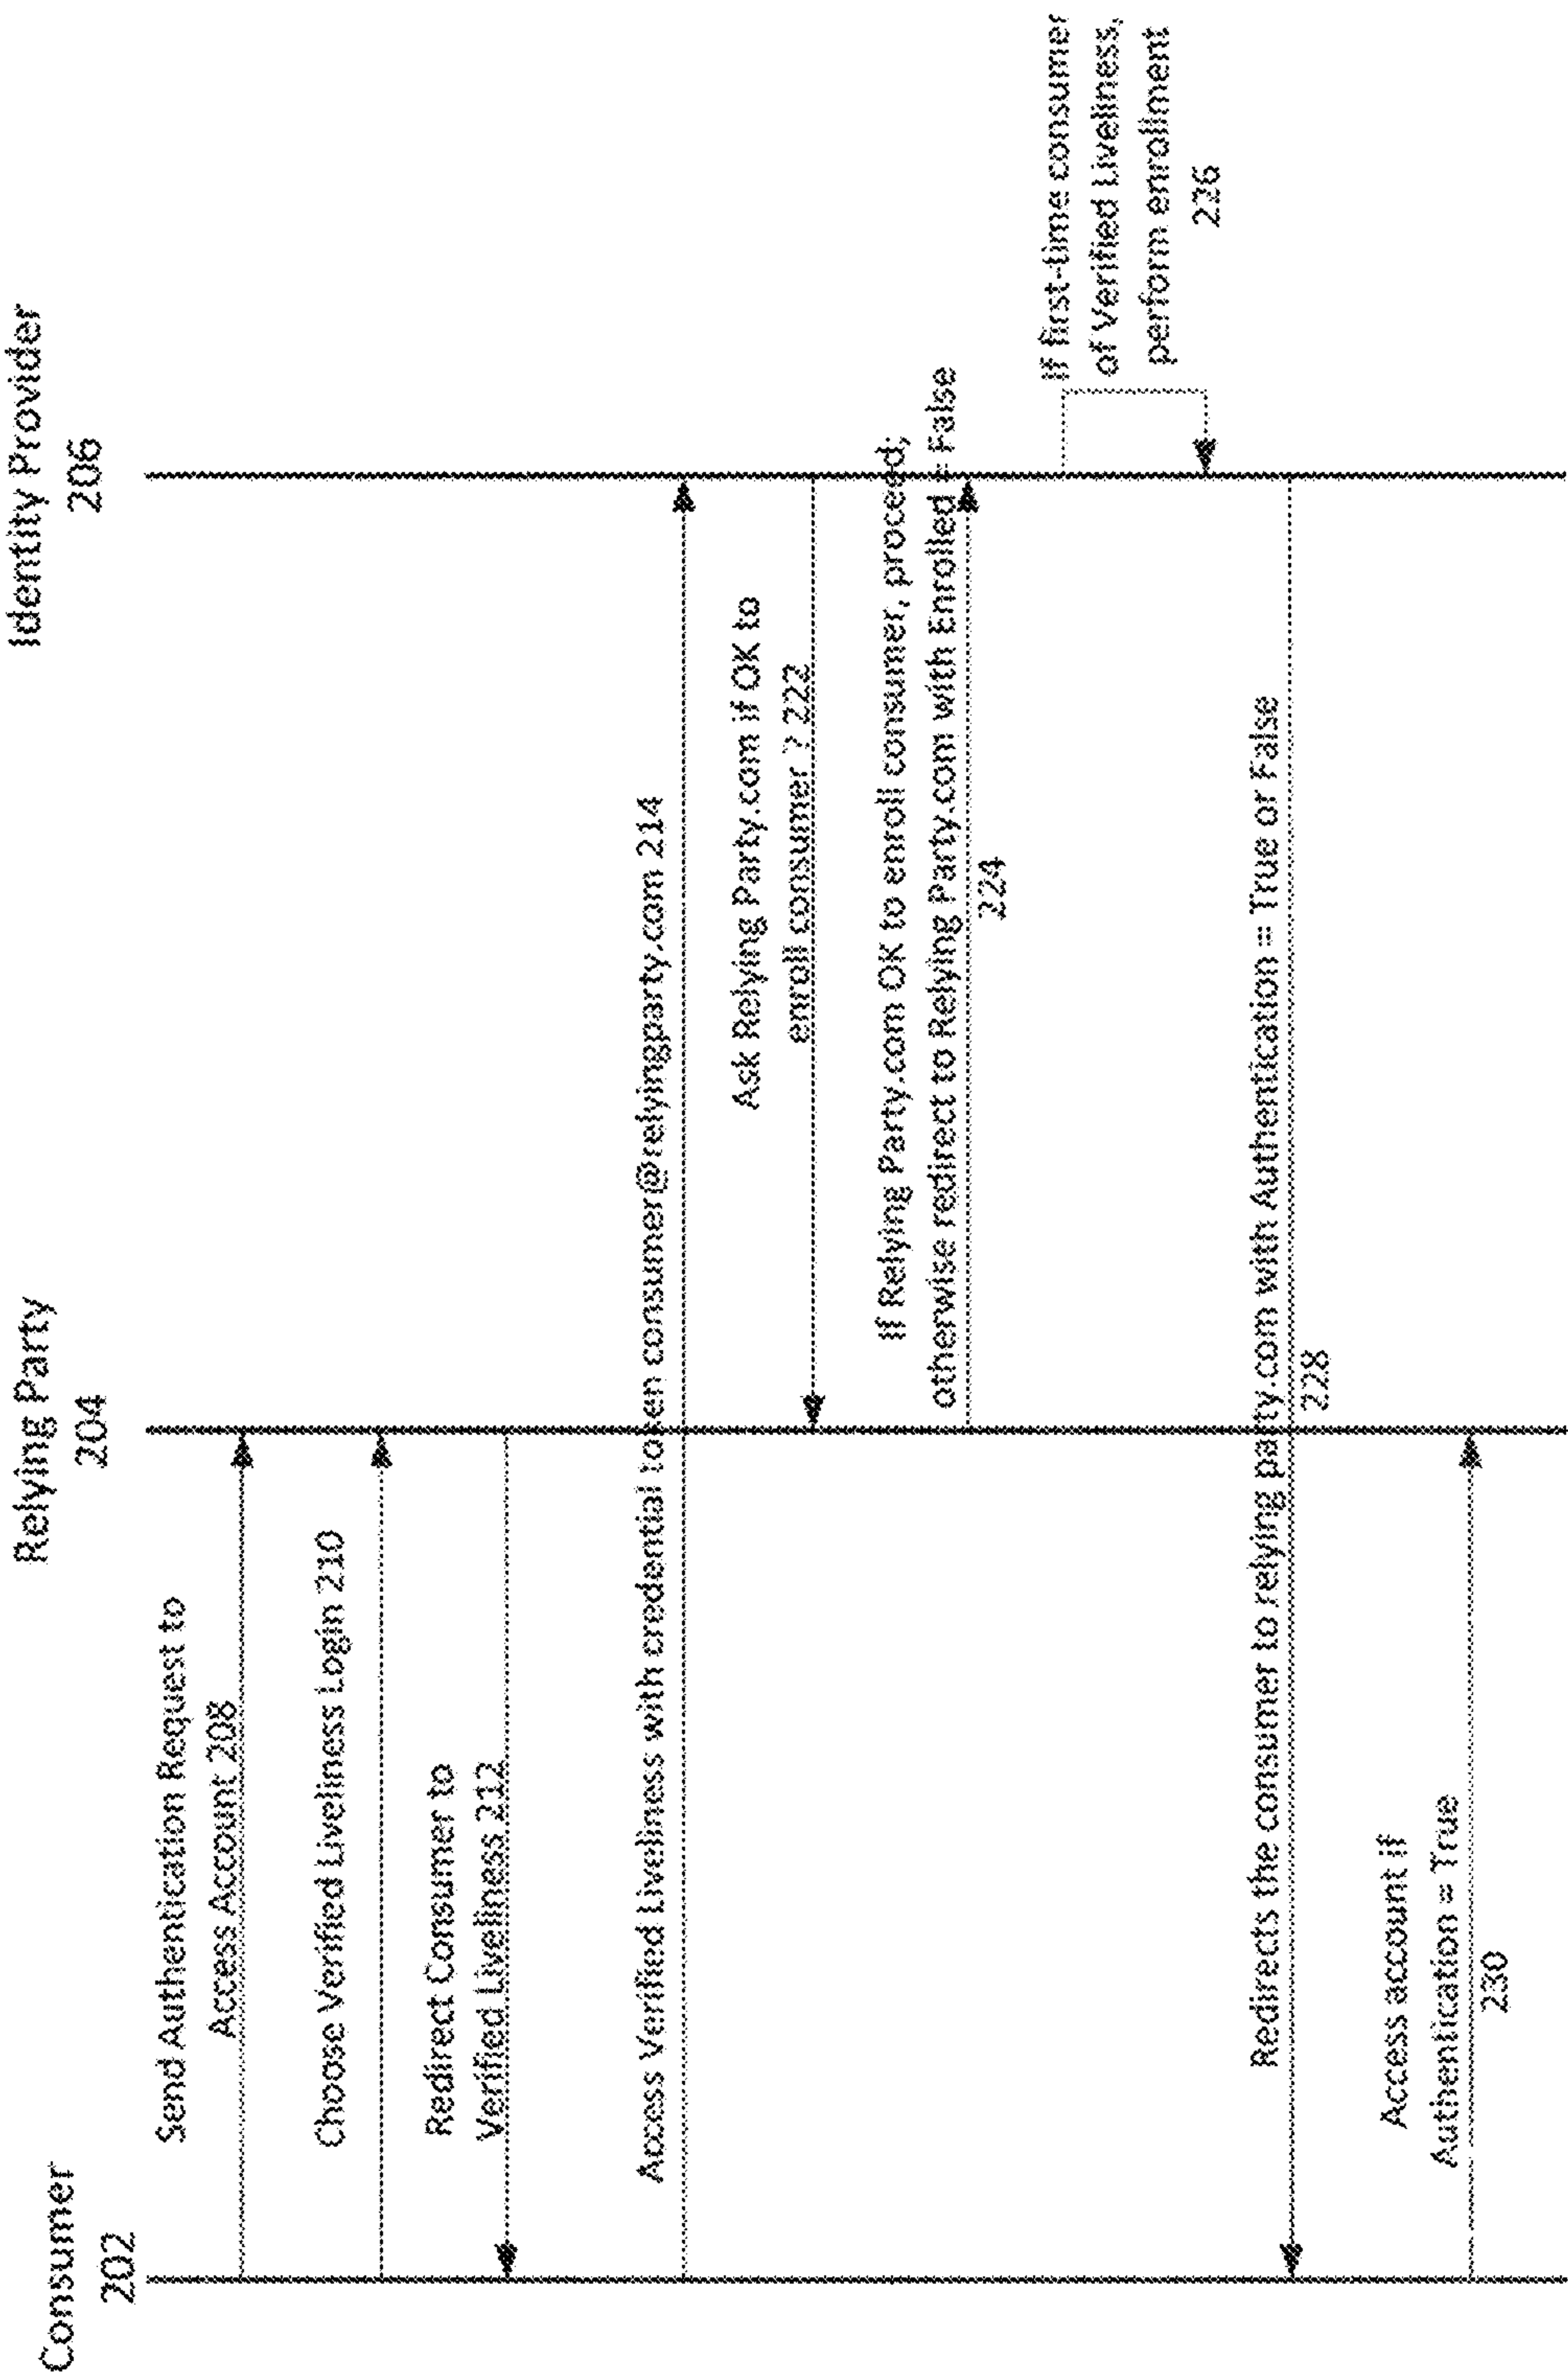 Consumer
202
Relying Party
204
Identity Provider
206
Send Authentication Request to
Access Account 208
Choose Verified Liveliness Login 210
Redirect Consumer to
Verified Liveliness 212
Access Verified Liveliness with credential token consumer@relyingparty.com 214
Ask Relying Party.com if OK to
enroll consumer ? 222
If Relying Party.com OK to enroll consumer, proceed;
otherwise redirect to Relying Party.com with Enrolled = False
224
If first-time consumer
of Verified Liveliness,
perform enrollment
236
Redirects the consumer to relying party.com with Authentication = True or False
228
Access account if
Authentication = True
230